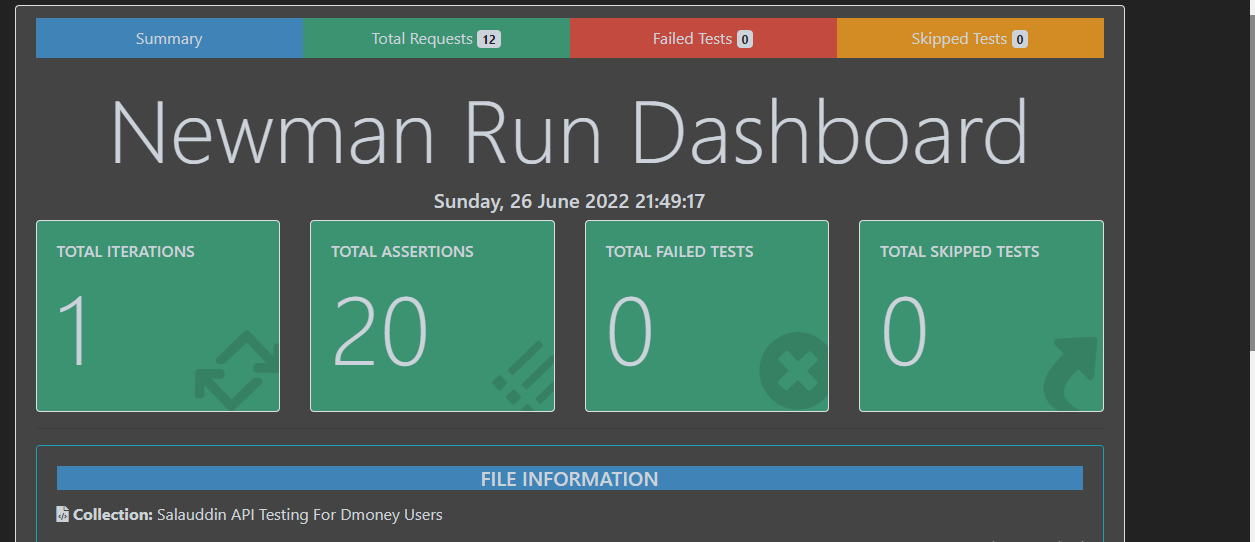 Summary Total Requests 12 Failed Tests 0 Skipped Tests 0
Newman Run Dashboard
Sunday, 26 June 2022 21:49:17
TOTAL ITERATIONS TOTAL ASSERTIONS TOTAL FAILED TESTS TOTAL SKIPPED TESTS
1 20 0 0
FILE INFORMATION
Collection: Salauddin API Testing For Dmoney Users